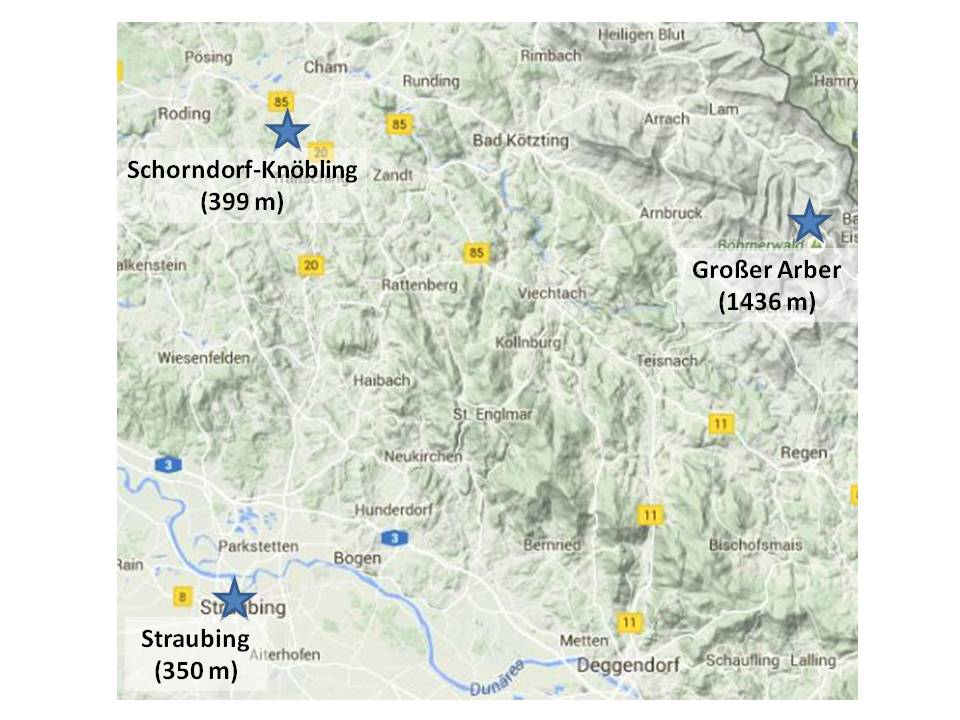 Heiligen Blut
Pösing
Rimbach
Cham
Runding
Hamry
85
Lam
Roding
Arrach
85
Bad Kötzting
20
Schorndorf-Knöbling
(399 m)
Zandt
Arnbruck
Böhmerwald
85
Großer Arber
(1436 m)
alkenstein
20
Rattenberg
Viechtach
Kollnburg
Wiesenfelden
Teisnach
Haibach
St. Englmar
11
Neukirchen
Regen
3
Hunderdorf
11
3
Parkstetten
Bernried
Bischofsmais
Bogen
Rain
8
Straubing
11
Straubing
(350 m)
Aiterhofen
Metten
Deggendorf
Schaufling
Lalling
Dunărea